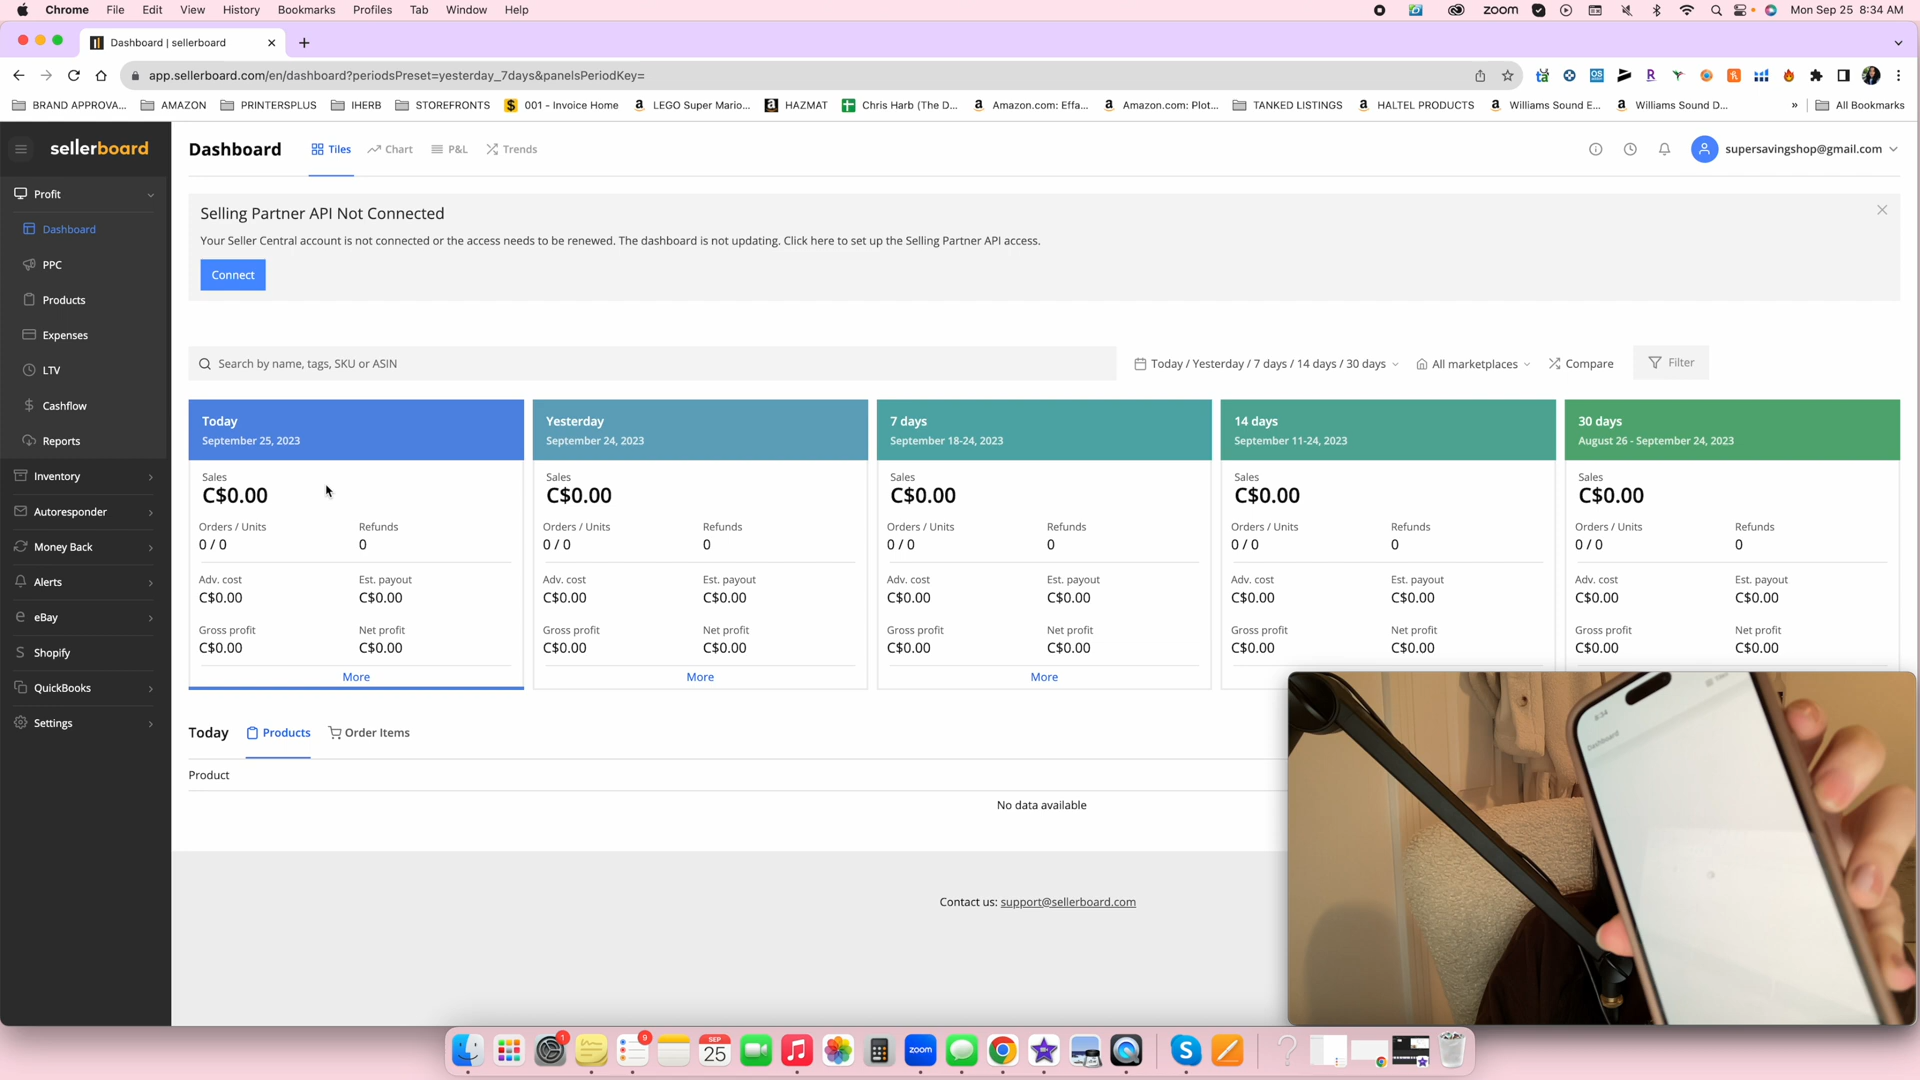 Chrome File Edit View History Bookmarks Profiles Tab Window Help
zoom Mon Sep 25 8:34 AM
Dashboard | sellerboard
app.sellerboard.com/en/dashboard?periodsPreset=yesterday_7days&panelsPeriodKey=
BRAND APPROVA... AMAZON PRINTERSPLUS IHERB STOREFRONTS 001 - Invoice Home LEGO Super Mario... HAZMAT Chris Harb (The D... Amazon.com: Effa... Amazon.com: Plot... TANKED LISTINGS HALTEL PRODUCTS Williams Sound E... Williams Sound D... » All Bookmarks
sellerboard
Dashboard Tiles Chart P&L Trends
supersavingshop@gmail.com
Profit
Dashboard
PPC
Products
Expenses
LTV
Cashflow
Reports
Inventory
Autoresponder
Money Back
Alerts
eBay
Shopify
QuickBooks
Settings
Selling Partner API Not Connected
Your Seller Central account is not connected or the access needs to be renewed. The dashboard is not updating. Click here to set up the Selling Partner API access.
Connect
Search by name, tags, SKU or ASIN
Today / Yesterday / 7 days / 14 days / 30 days All marketplaces Compare Filter
Today Yesterday 7 days 14 days 30 days
September 25, 2023 September 24, 2023 September 18-24, 2023 September 11-24, 2023 August 26 - September 24, 2023
Sales Sales Sales Sales Sales
C$0.00 C$0.00 C$0.00 C$0.00 C$0.00
Orders / Units Refunds Orders / Units Refunds Orders / Units Refunds Orders / Units Refunds Orders / Units Refunds
0 / 0 0 0 / 0 0 0 / 0 0 0 / 0 0 0 / 0 0
Adv. cost Est. payout Adv. cost Est. payout Adv. cost Est. payout Adv. cost Est. payout Adv. cost Est. payout
C$0.00 C$0.00 C$0.00 C$0.00 C$0.00 C$0.00 C$0.00 C$0.00 C$0.00 C$0.00
Gross profit Net profit Gross profit Net profit Gross profit Net profit Gross profit Net profit Gross profit Net profit
C$0.00 C$0.00 C$0.00 C$0.00 C$0.00 C$0.00 C$0.00 C$0.00 C$0.00 C$0.00
More More More
Today Products Order Items
Product
No data available
Contact us: support@sellerboard.com
8:34
Dashboard
1
9
SEP
25
zoom